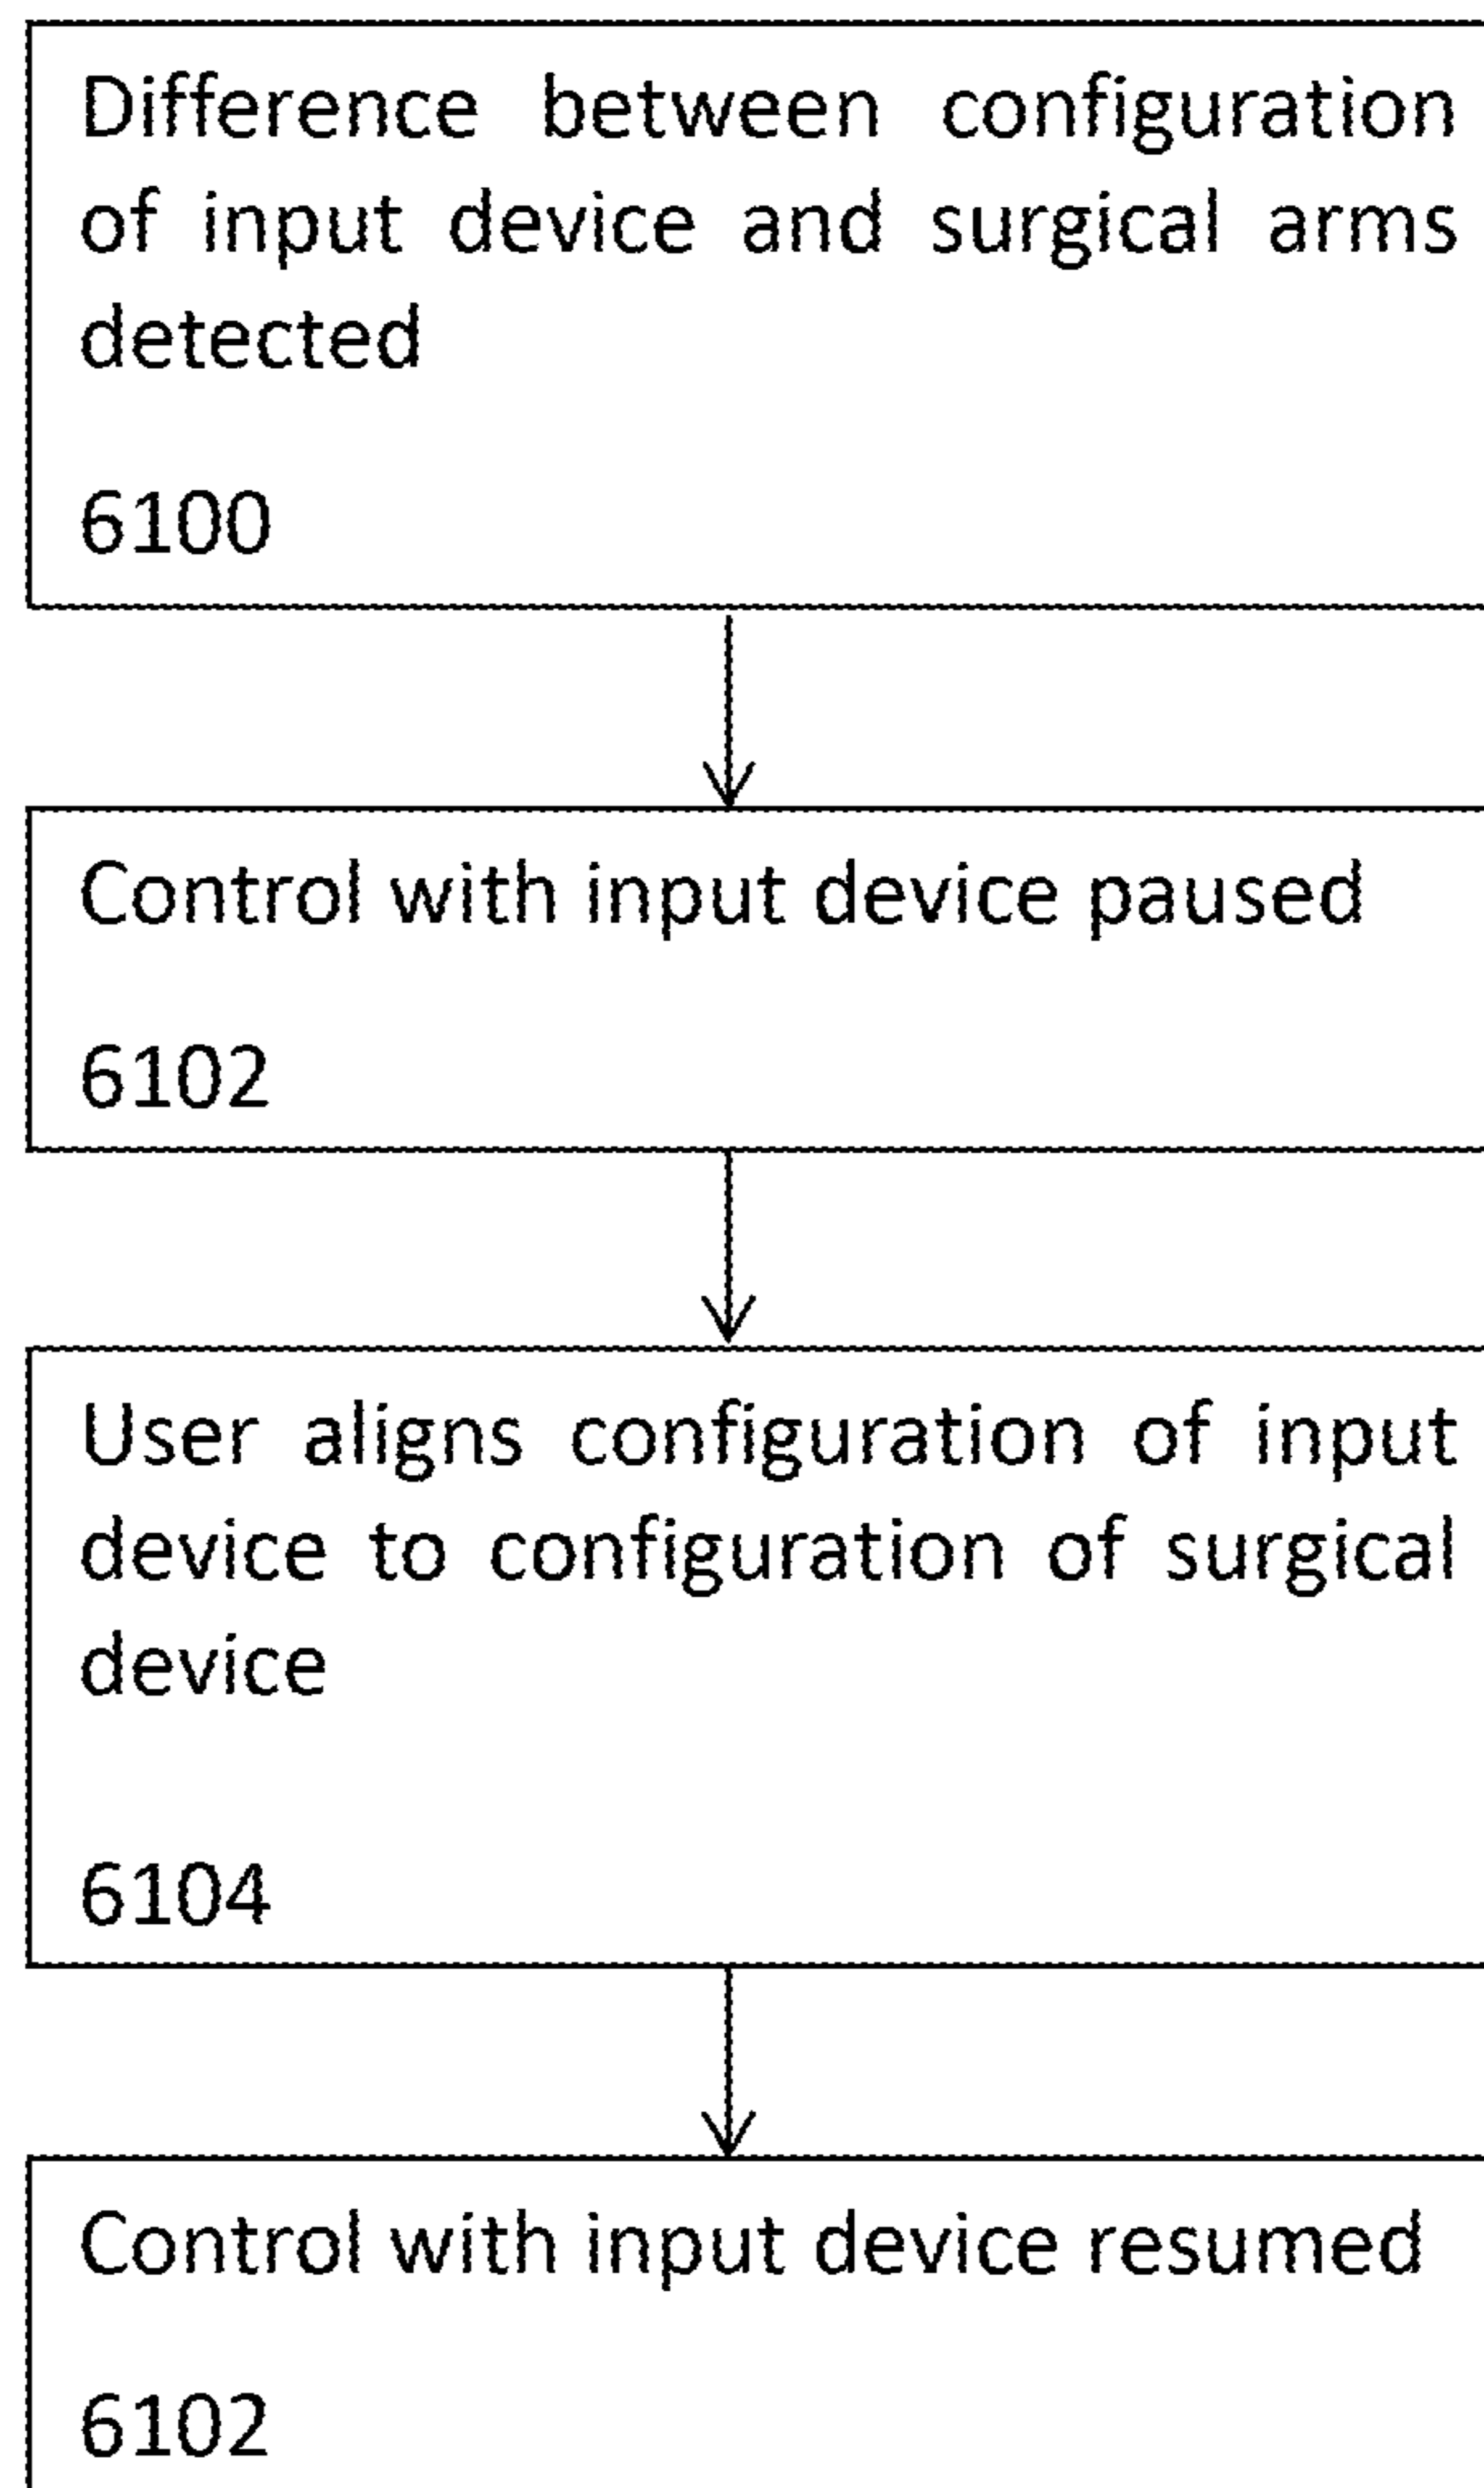 Difference between configuration
of input device and surgical arms
detected
6100
Control with input device paused
6102
User aligns configuration of input
device to configuration of surgical
device
6104
Control with input device resumed
6102